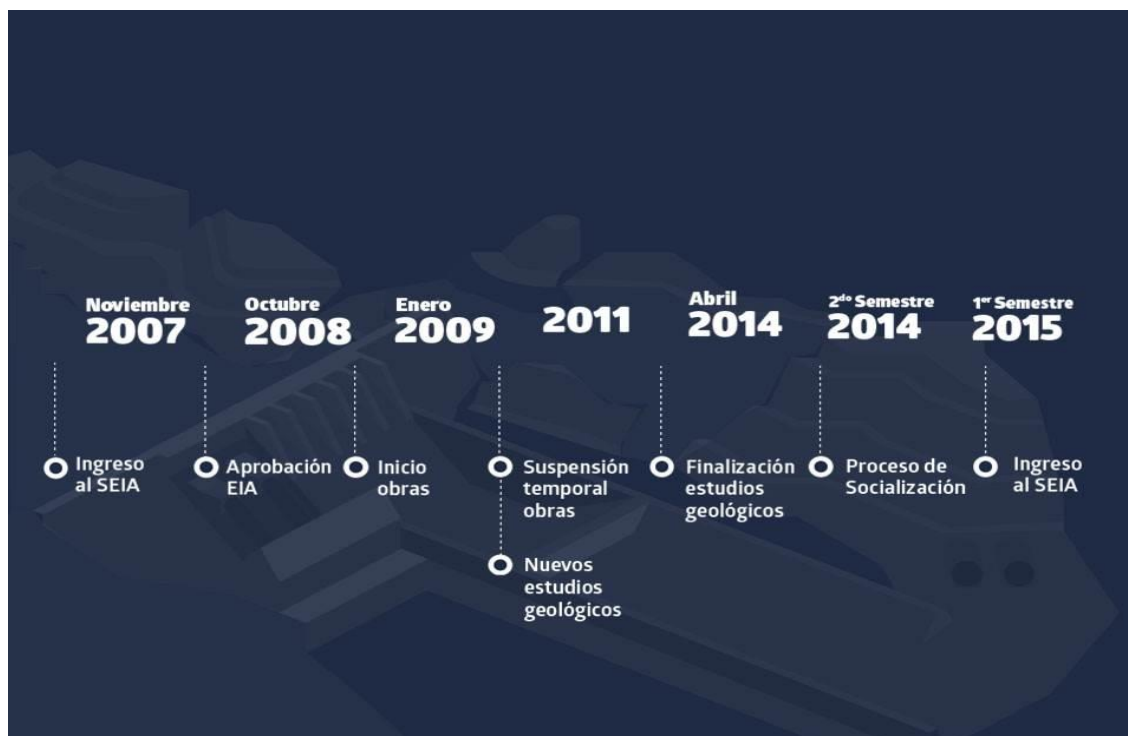 Noviembre
2007
Octubre
2008
Enero
2009
2011
Abril
2014
2do Semestre
2014
1er Semestre
2015
Ingreso
al SEIA
Aprobación
EIA
Inicio
obras
Suspensión
temporal
obras
Nuevos
estudios
geológicos
Finalización
estudios
geológicos
Proceso de
Socialización
Ingreso
al SEIA